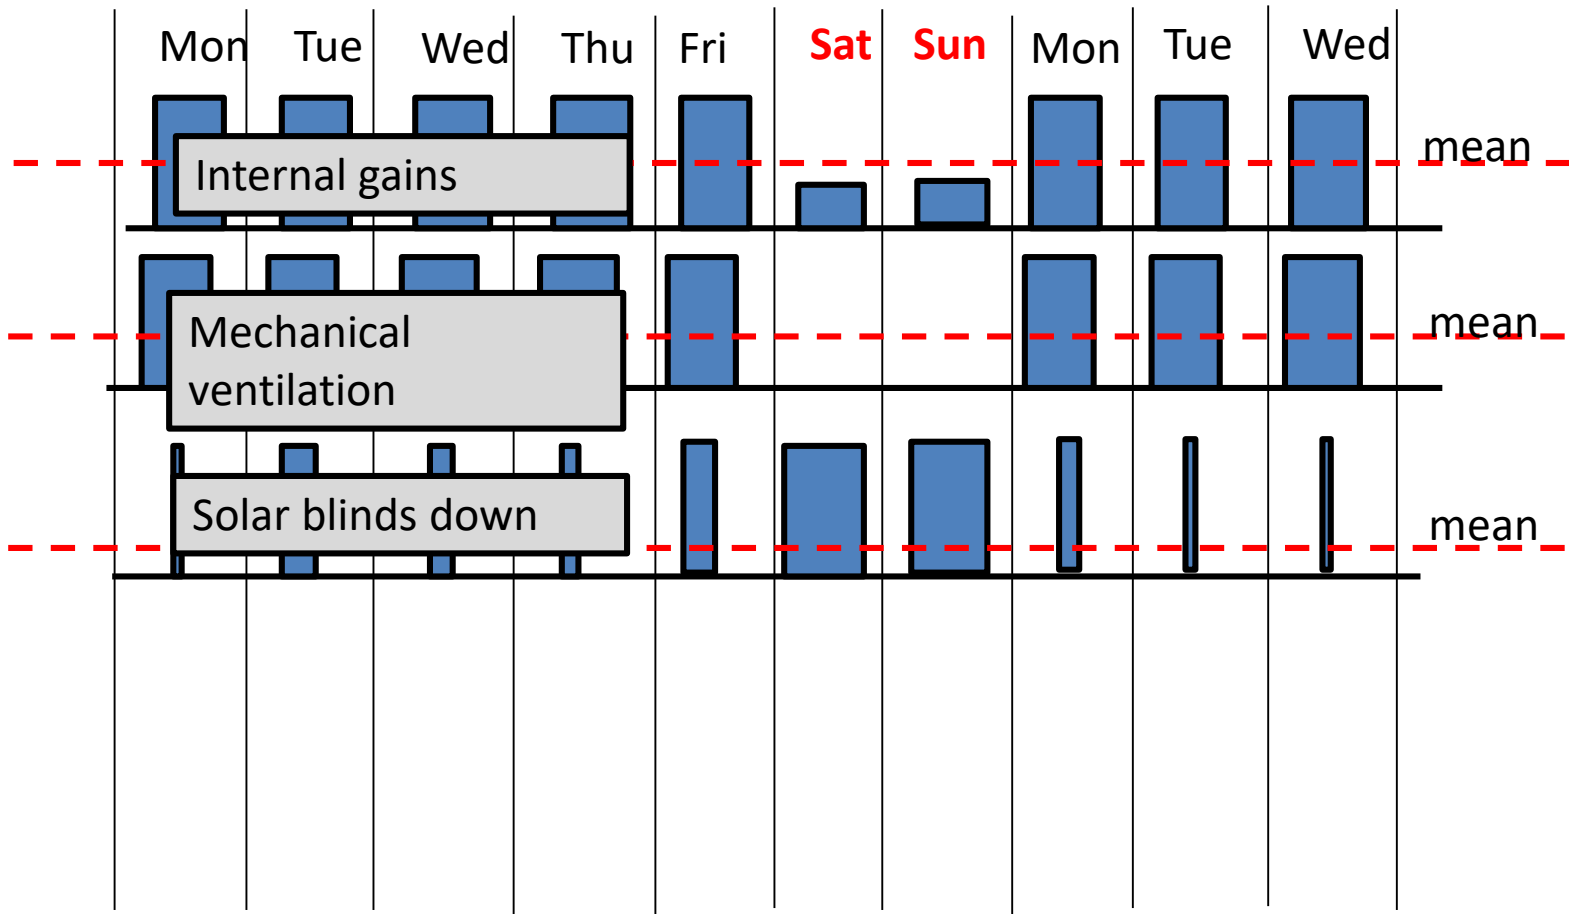 Mon Tue Wed Thu Fri Sat Sun Mon Tue Wed
mean
Internal gains
mean
Mechanical
ventilation
Solar blinds down
mean